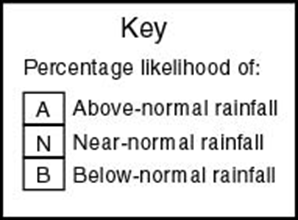 Key
Percentage likelihood of:
A Above-normal rainfall
N Near-normal rainfall
B Below-normal rainfall